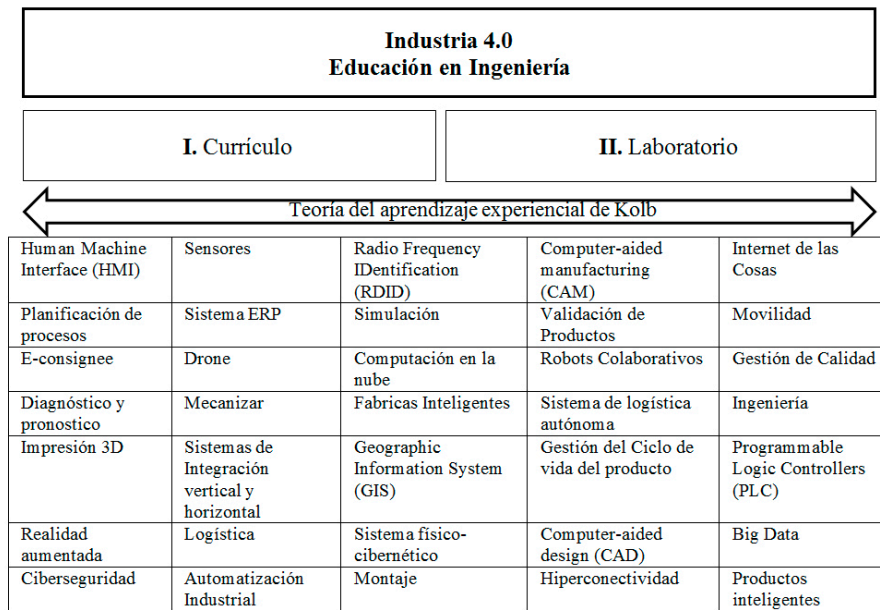 Industria 4.0
Educación en Ingeniería
I. Currículo
II. Laboratorio
Teoría del aprendizaje experiencial de Kolb
Human Machine
Interface (HMI)
Sensores
Radio Frequency
IDentification
(RDID)
Computer-aided
manufacturing
(CAM)
Internet de las
Cosas
Planificación de
procesos
Sistema ERP
Simulación
Validación de
Productos
Movilidad
E-consignee
Drone
Computación en la
nube
Robots Colaborativos
Gestión de Calidad
Diagnóstico y
pronostico
Mecanizar
Fabricas Inteligentes
Sistema de logística
autónoma
Ingeniería
Impresión 3D
Sistemas de
Integración
vertical y
horizontal
Geographic
Information System
(GIS)
Gestión del Ciclo de
vida del producto
Programmable
Logic Controllers
(PLC)
Realidad
aumentada
Logística
Sistema físico-
cibernético
Computer-aided
design (CAD)
Big Data
Ciberseguridad
Automatización
Industrial
Montaje
Hiperconectividad
Productos
inteligentes